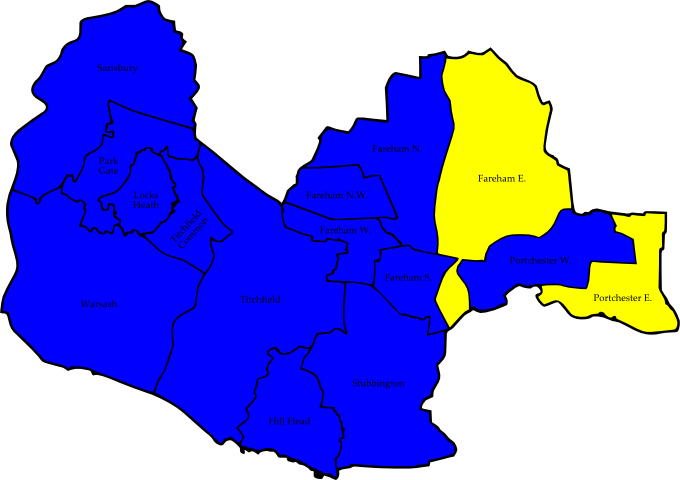 Sarisbury
Fareham N.
Park
Gate
Fareham E.
Locks
Heath
Fareham N.W.
Titchfield
Common
Fareham W.
Portchester W.
Fareham S.
Titchfield
Portchester E.
Warsash
Stubbington
Hill Head